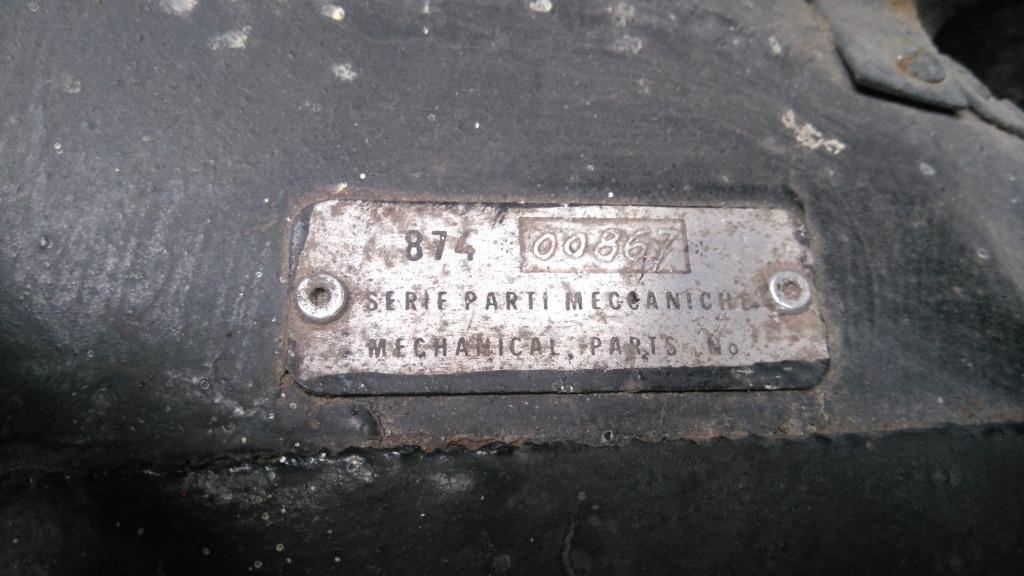 874 00867
SERIE PARTI MECCANICHE
MECHANICAL PARTS No